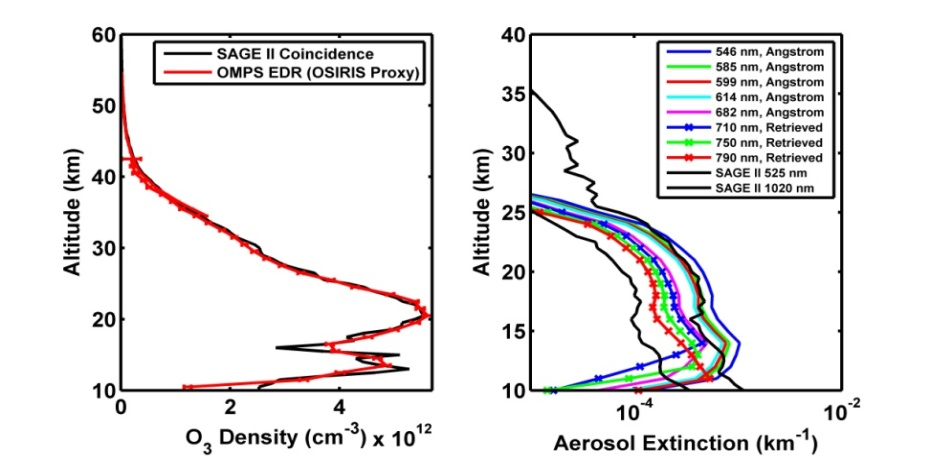 60
50
40
30
20
10
0
2
4
Altitude (km)
O3 Density (cm-3) x 10^12
SAGE II Coincidence
OMPS EDR (OSIRIS Proxy)
40
35
30
25
20
15
10
10-4
10-2
Altitude (km)
Aerosol Extinction (km-1)
546 nm, Angstrom
585 nm, Angstrom
599 nm, Angstrom
614 nm, Angstrom
682 nm, Angstrom
710 nm, Retrieved
750 nm, Retrieved
790 nm, Retrieved
SAGE II 525 nm
SAGE II 1020 nm